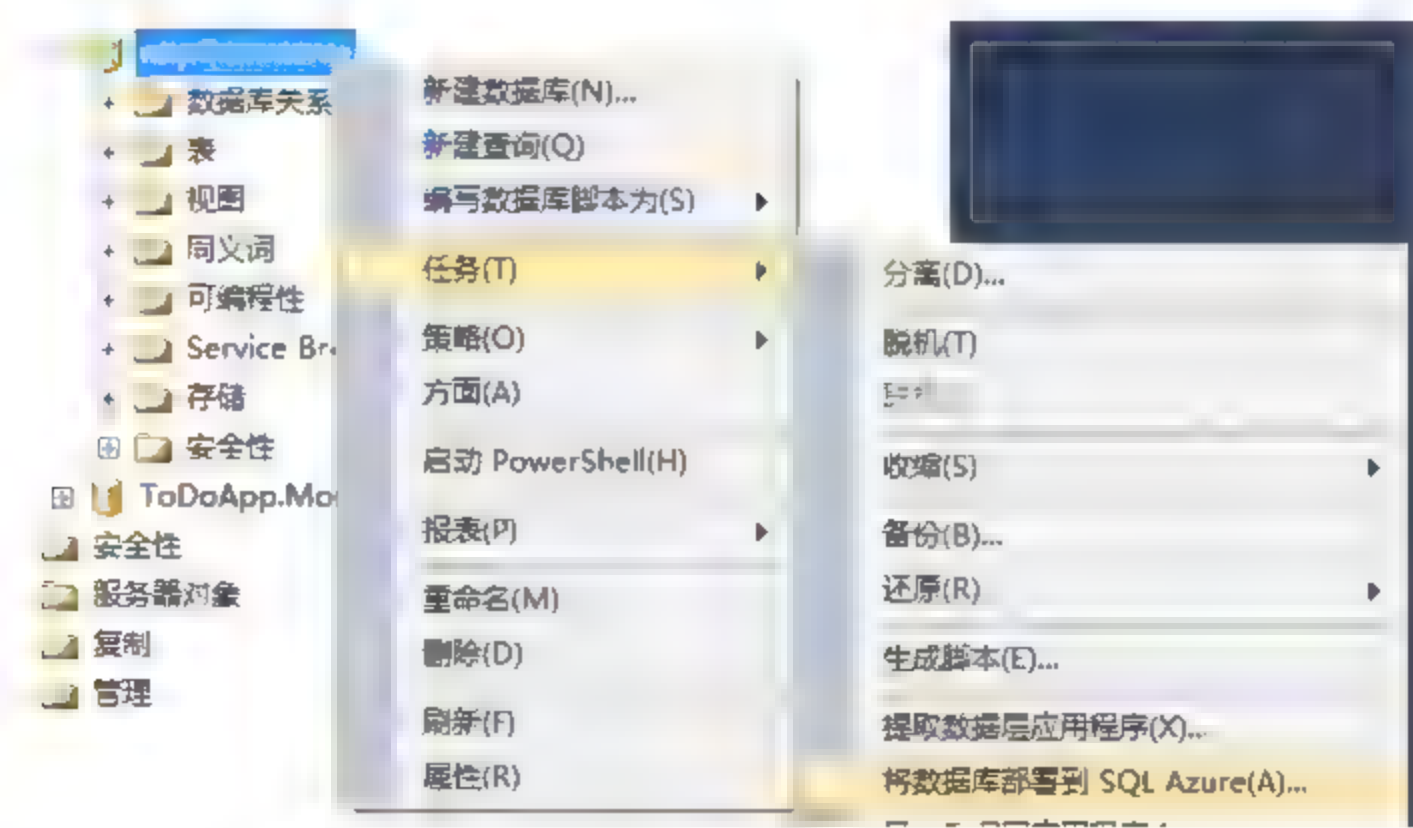 数据库关系
表
视图
同义词
可编程性
Service Br
存储
安全性
ToDoApp.Mo
安全性
服务器对象
复制
管理
新建数据库(N)...
新建查询(Q)
编写数据库脚本为(S)
任务(T)
策略(O)
方面(A)
启动 PowerShell(H)
报表(P)
重命名(M)
删除(D)
刷新(F)
属性(R)
分离(D)...
脱机(T)
收缩(S)
备份(B)...
还原(R)
生成脚本(E)...
提取数据层应用程序(X)...
将数据库部署到 SQL Azure(A)...